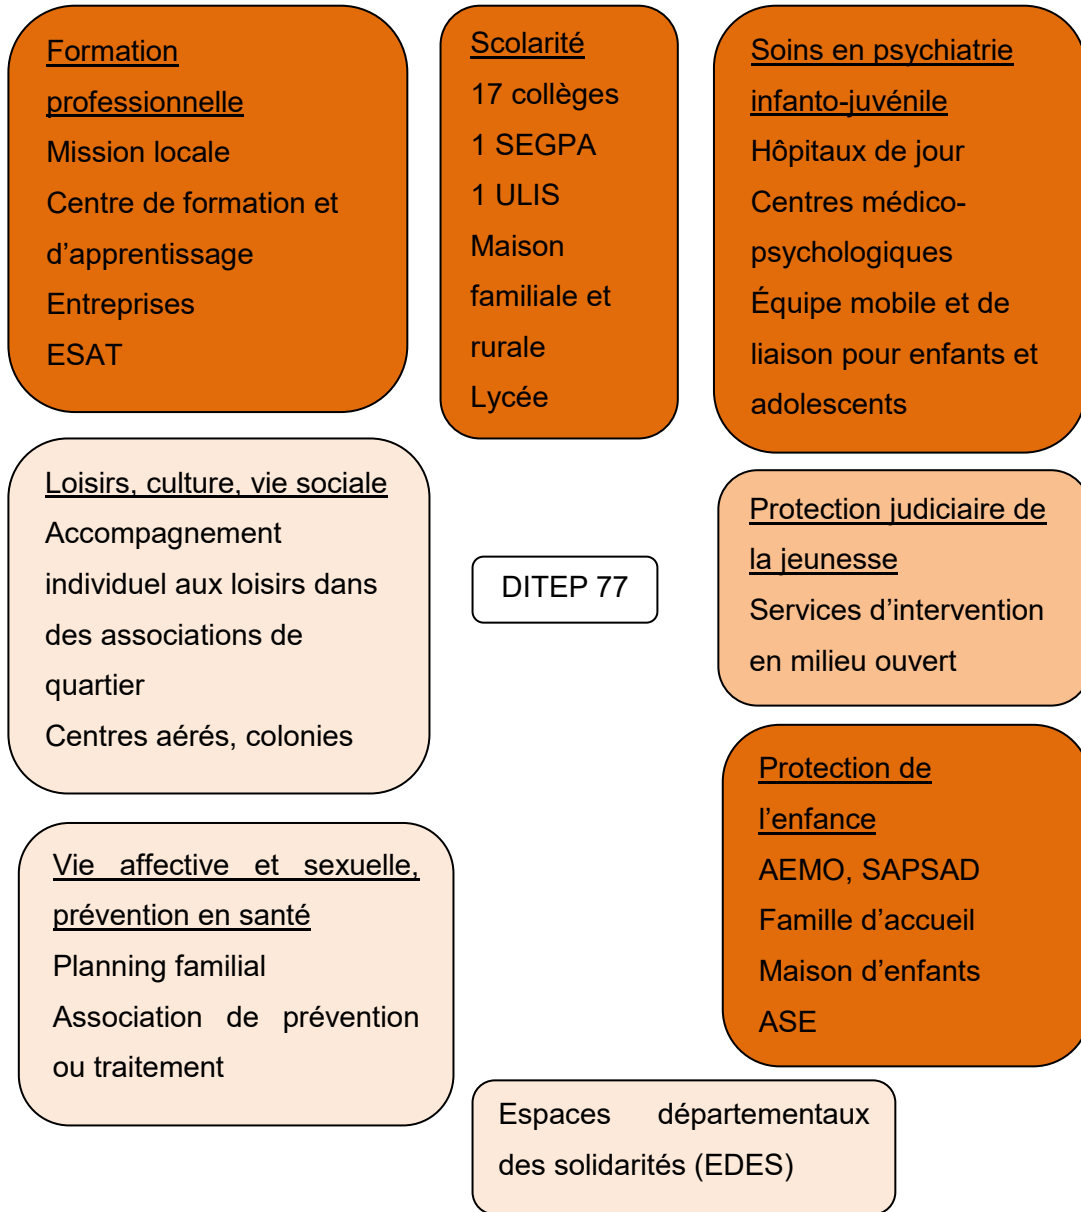 Formation
professionnelle
Mission locale
Centre de formation et
d’apprentissage
Entreprises
ESAT
Scolarité
17 collèges
1 SEGPA
1 ULIS
Maison
familiale et
rurale
Lycée
Soins en psychiatrie
infanto-juvénile
Hôpitaux de jour
Centres médico-
psychologiques
Équipe mobile et de
liaison pour enfants et
adolescents
Loisirs, culture, vie sociale
Accompagnement
individuel aux loisirs dans
des associations de
quartier
Centres aérés, colonies
DITEP 77
Protection judiciaire de
la jeunesse
Services d’intervention
en milieu ouvert
Vie affective et sexuelle,
prévention en santé
Planning familial
Association de prévention
ou traitement
Protection de
l’enfance
AEMO, SAPSAD
Famille d’accueil
Maison d’enfants
ASE
Espaces départementaux
des solidarités (EDES)